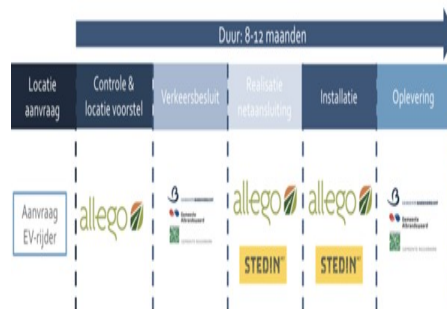 Duur: 8-12 maanden
Locatie
aanvraag
Controle &
locatie voorstel
Verkeersbesluit
Realisatie
netaansluiting
Installatie
Oplevering
Aanvraag
EV-rijder
allego
allego
STEDIN
allego
STEDIN